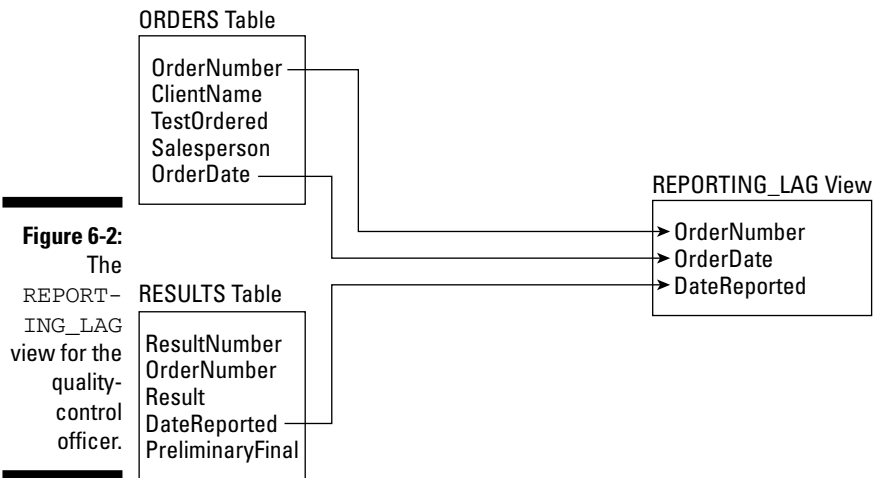 ORDERS Table
OrderNumber
ClientName
TestOrdered
Salesperson
OrderDate
REPORTING_LAG View
OrderNumber
OrderDate
DateReported
Figure 6-2:
The
REPORT-
ING_LAG
view for the
quality-
control
officer.
RESULTS Table
ResultNumber
OrderNumber
Result
DateReported
PreliminaryFinal